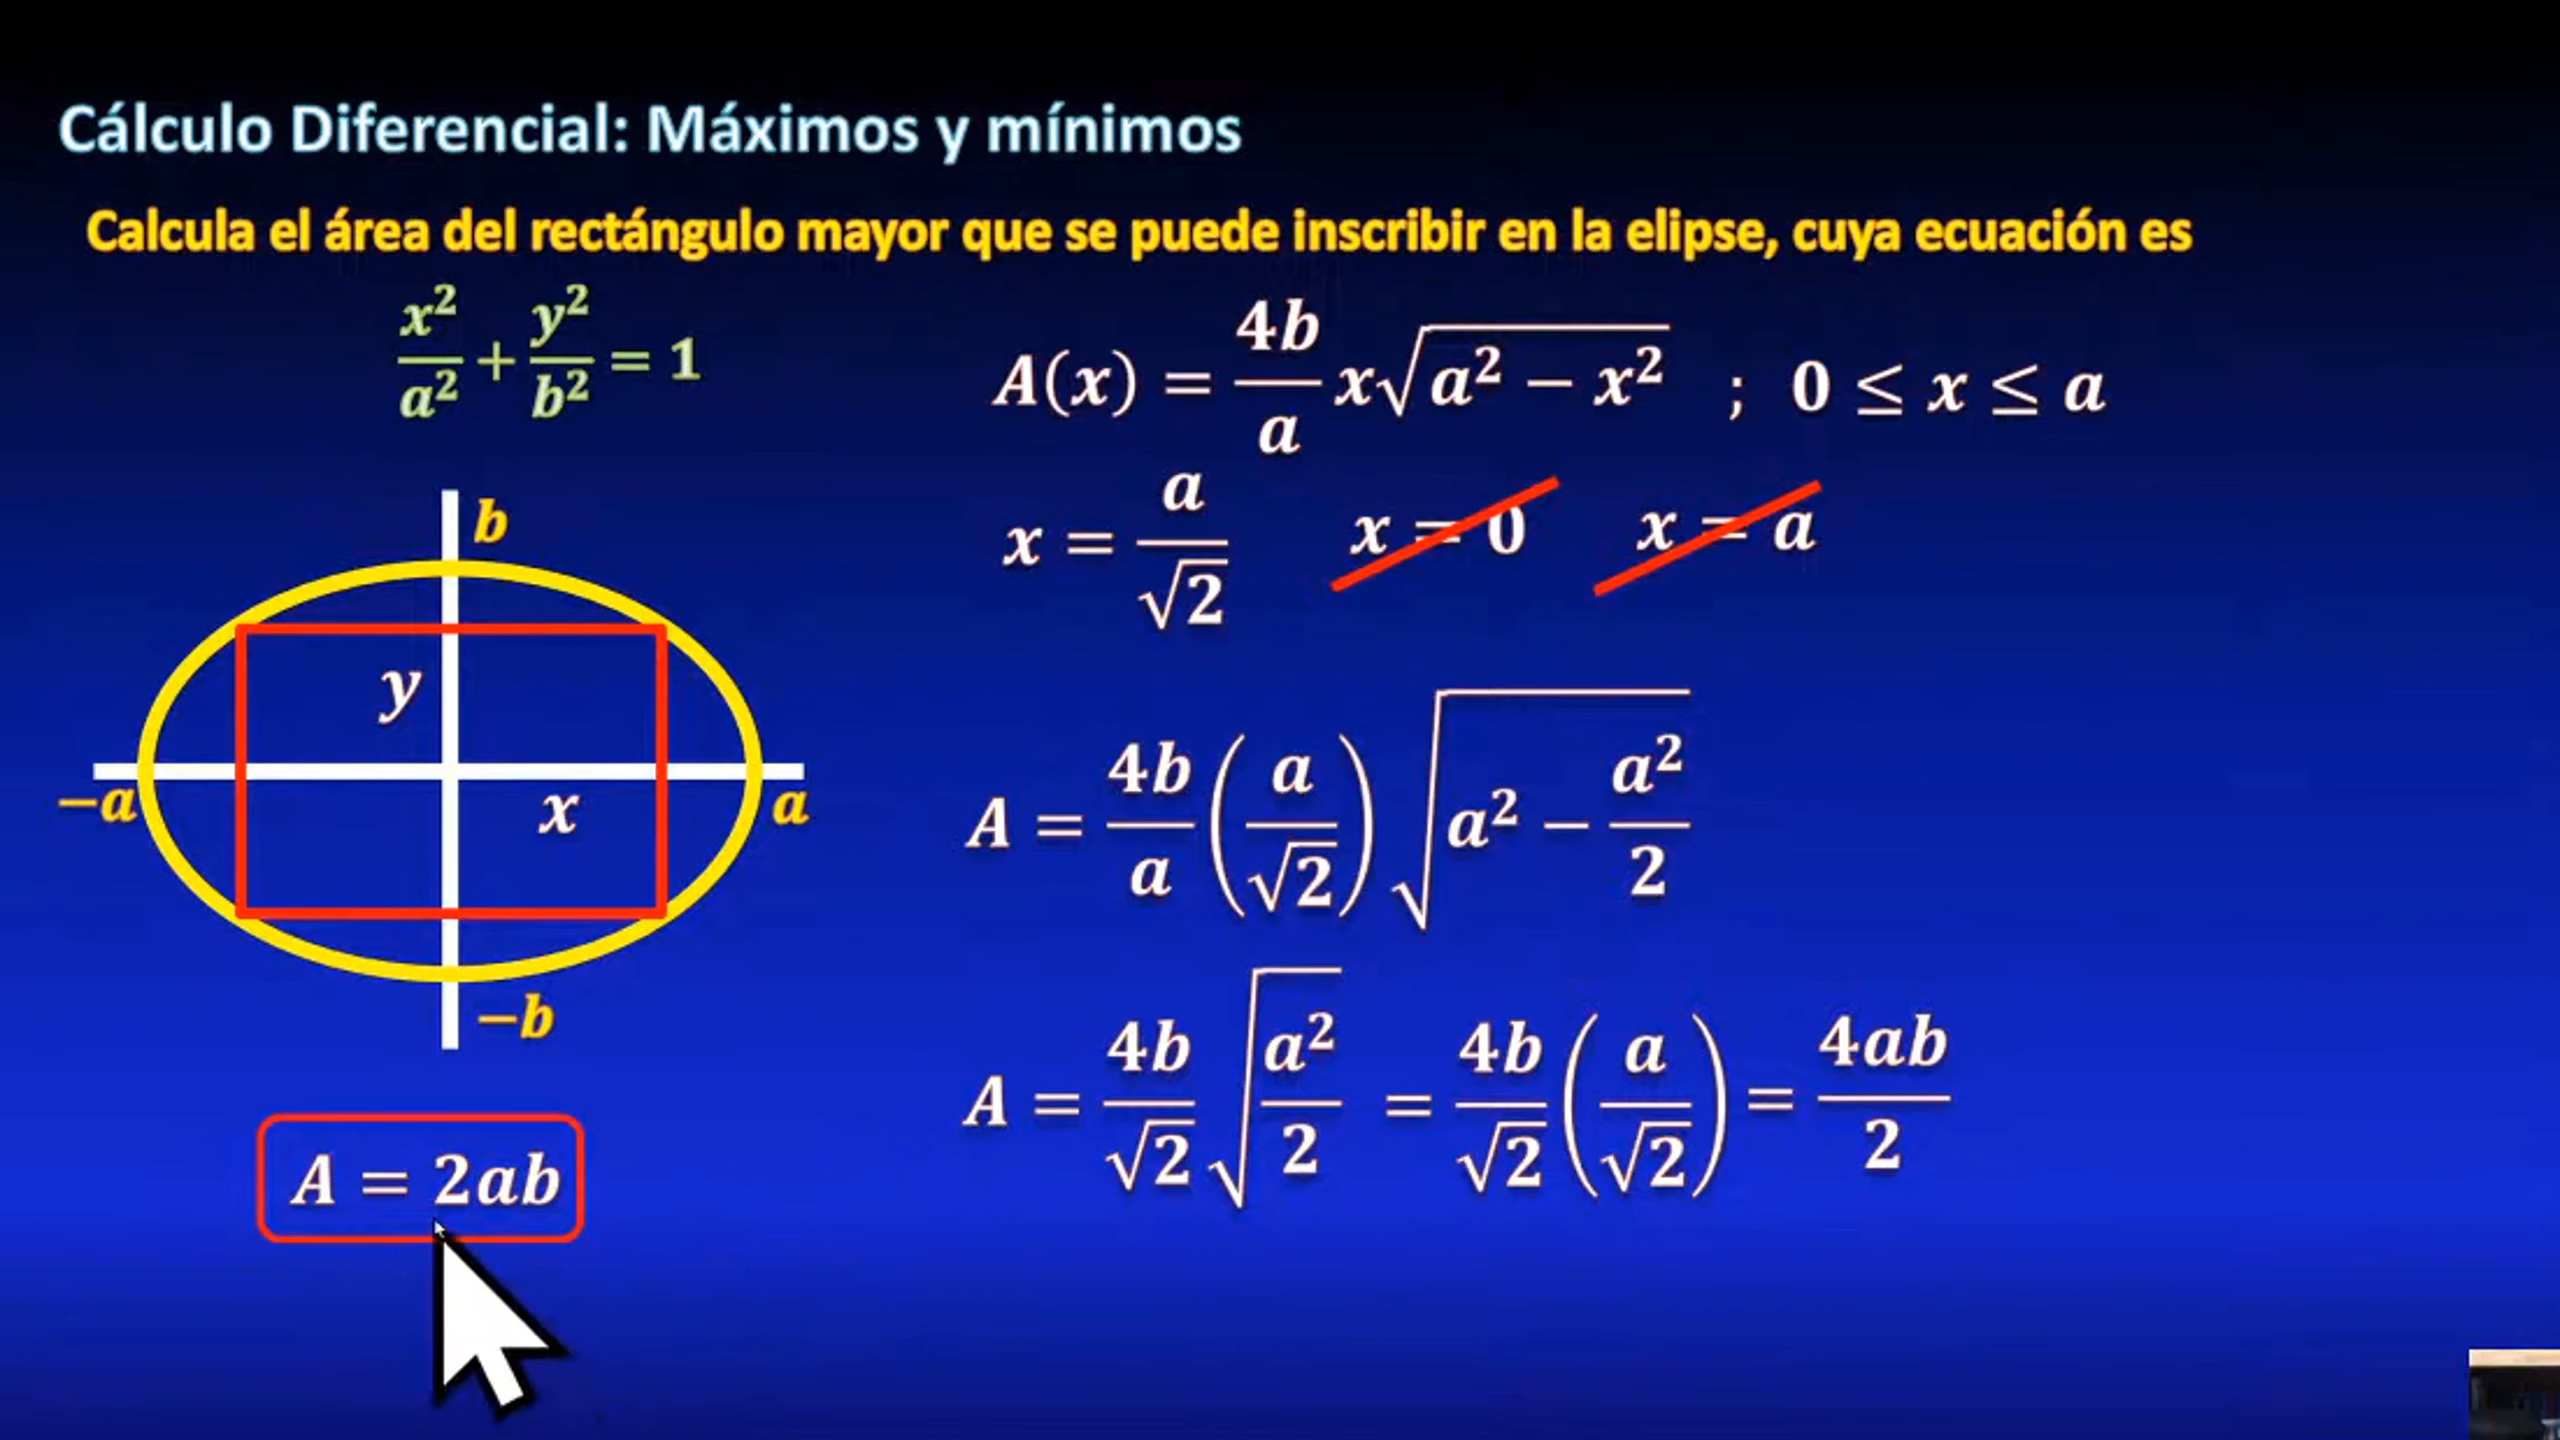 Cálculo Diferencial: Máximos y mínimos
Calcula el área del rectángulo mayor que se puede inscribir en la elipse, cuya ecuación es
x²/a² + y²/b² = 1
A(x) = 4b/a x√(a² − x²) ; 0 ≤ x ≤ a
x = a/√2 x = 0 x = a
b
y
−a
x
a
−b
A = 4b/a (a/√2) √(a² − a²/2)
A = 4b/√2 √(a²/2) = 4b/√2 (a/√2) = 4ab/2
A = 2ab